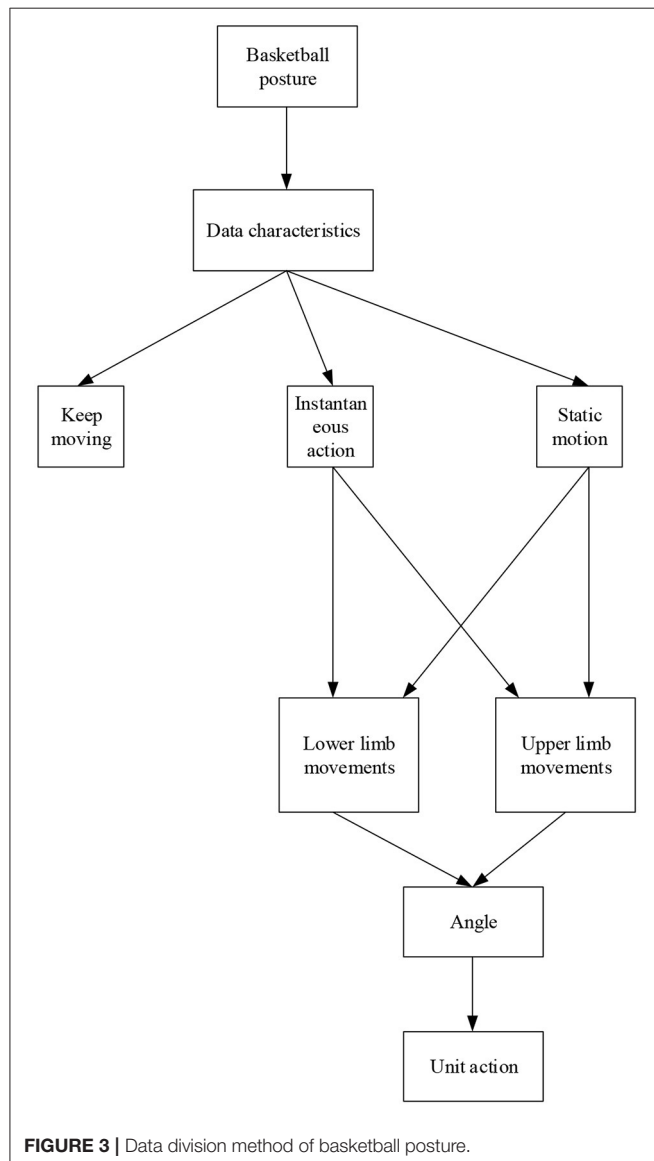 Basketball
posture
Data characteristics
Keep
moving
Instantan
eous
action
Static
motion
Lower limb
movements
Upper limb
movements
Angle
Unit action
FIGURE 3 | Data division method of basketball posture.